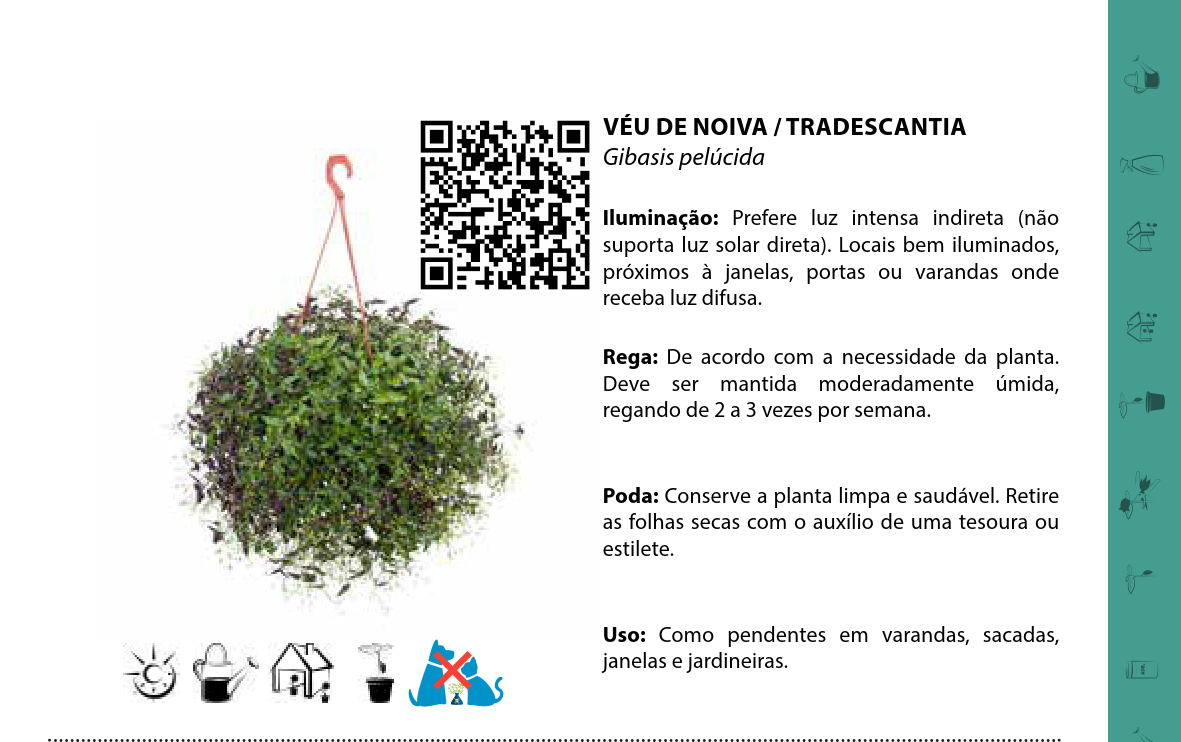 VÉU DE NOIVA / TRADESCANTIA
Gibasis pelúcida
Iluminação: Prefere luz intensa indireta (não
suporta luz solar direta). Locais bem iluminados,
próximos à janelas, portas ou varandas onde
receba luz difusa.
Rega: De acordo com a necessidade da planta.
Deve ser mantida moderadamente úmida,
regando de 2 a 3 vezes por semana.
Poda: Conserve a planta limpa e saudável. Retire
as folhas secas com o auxílio de uma tesoura ou
estilete.
Uso: Como pendentes em varandas, sacadas,
janelas e jardineiras.